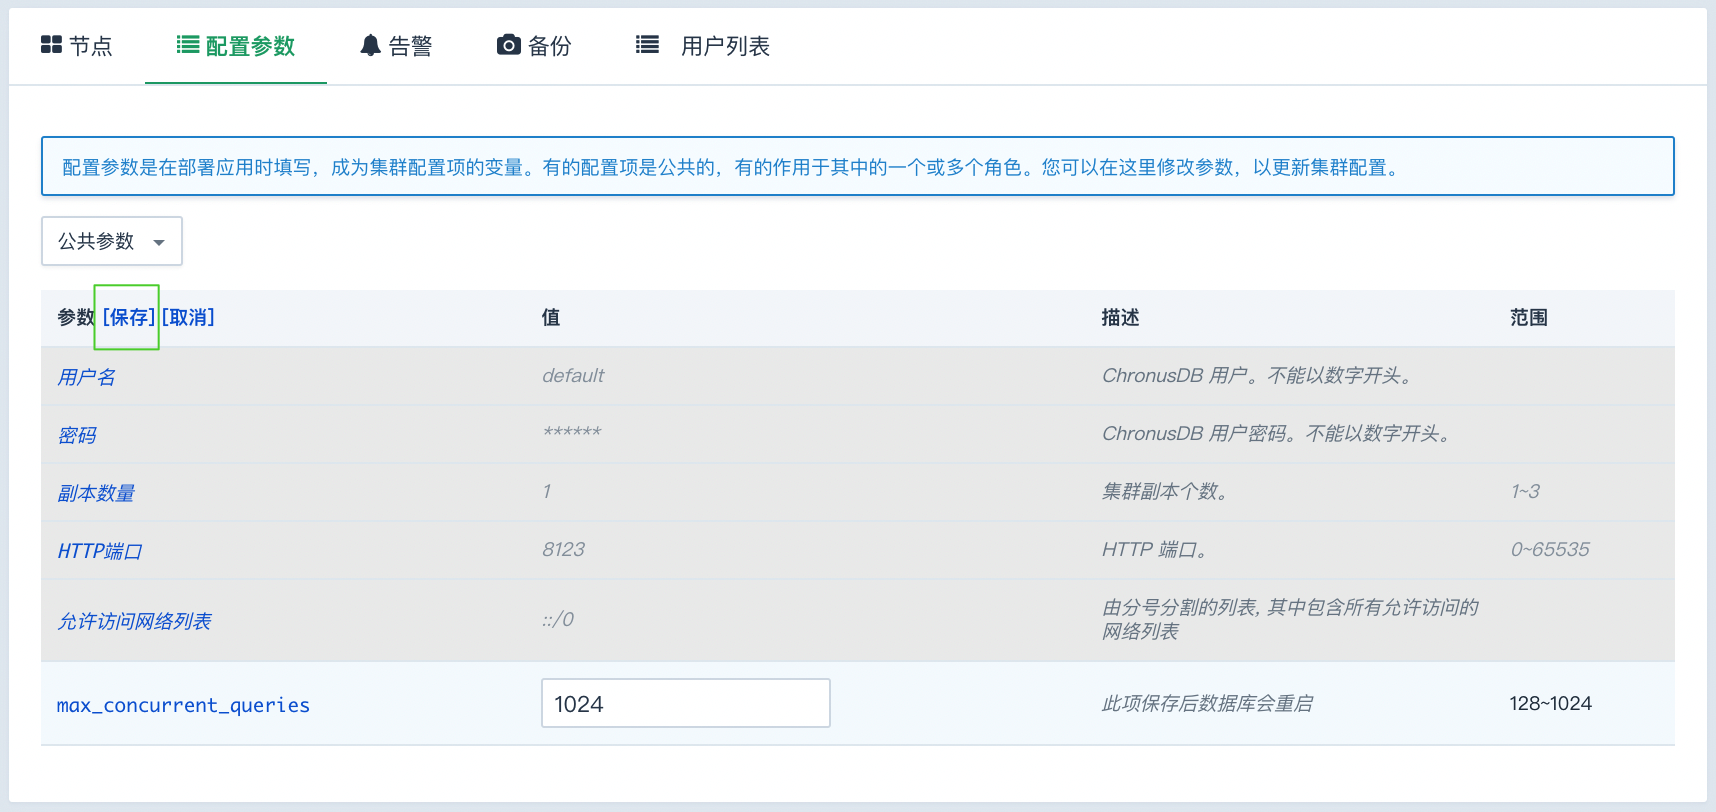 节点 配置参数 告警 备份 用户列表
配置参数是在部署应用时填写，成为集群配置项的变量。有的配置项是公共的，有的作用于其中的一个或多个角色。您可以在这里修改参数，以更新集群配置。
公共参数
参数 [保存] [取消] 值 描述 范围
用户名 default ChronusDB 用户。不能以数字开头。
密码 ****** ChronusDB 用户密码。不能以数字开头。
副本数量 1 集群副本个数。 1~3
HTTP端口 8123 HTTP 端口。 0~65535
允许访问网络列表 ::/0 由分号分割的列表, 其中包含所有允许访问的
网络列表
max_concurrent_queries 1024 此项保存后数据库会重启 128~1024